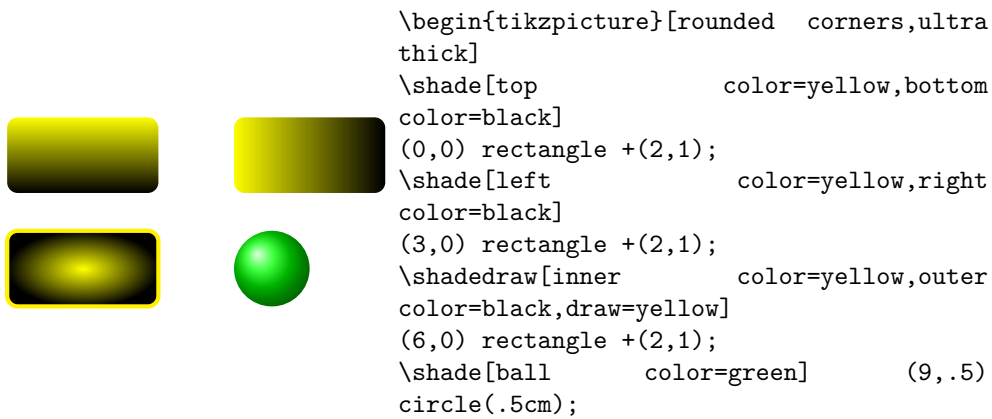 \begin{tikzpicture}[rounded corners,ultra
thick]
\shade[top color=yellow,bottom
color=black]
(0,0) rectangle +(2,1);
\shade[left color=yellow,right
color=black]
(3,0) rectangle +(2,1);
\shadedraw[inner color=yellow,outer
color=black,draw=yellow]
(6,0) rectangle +(2,1);
\shade[ball color=green] (9,.5)
circle(.5cm);